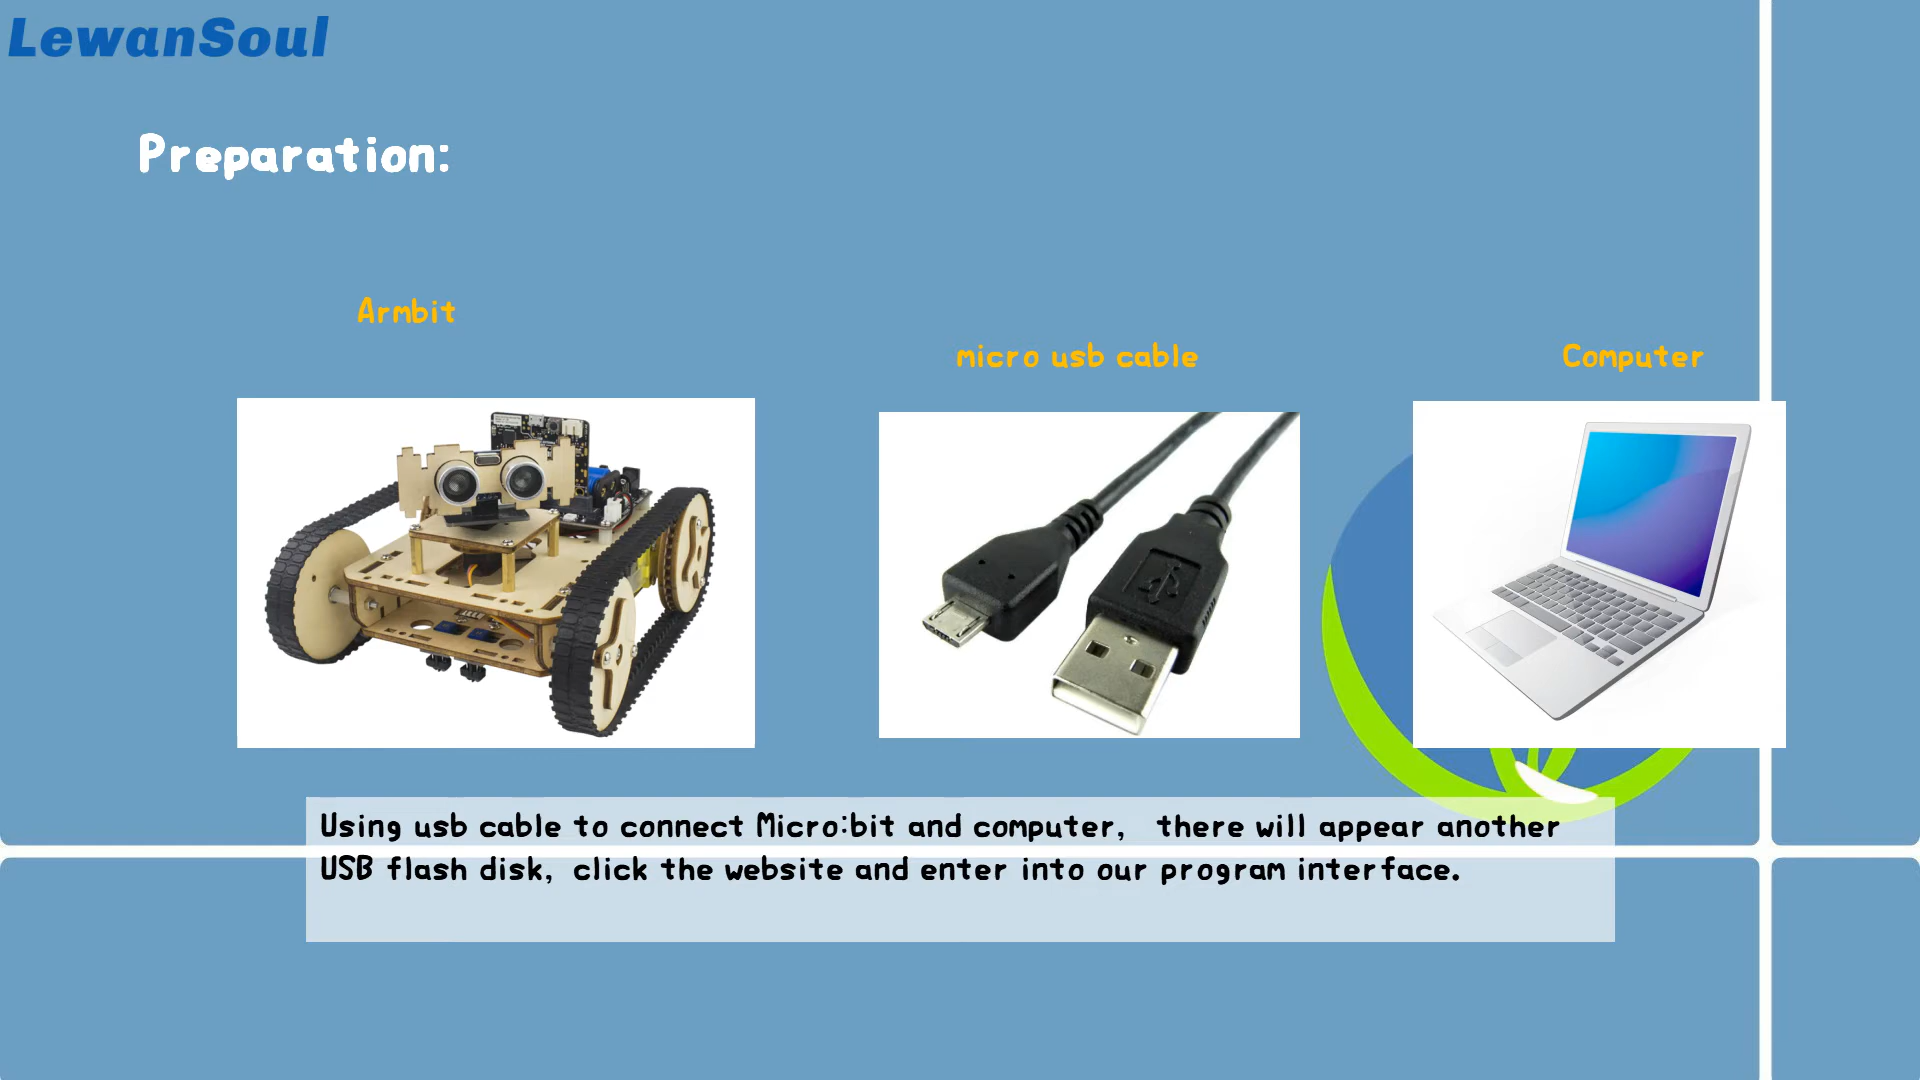 LewanSoul
Preparation:
Armbit
micro usb cable
Computer
Using usb cable to connect Micro:bit and computer, there will appear another
USB flash disk, click the website and enter into our program interface.